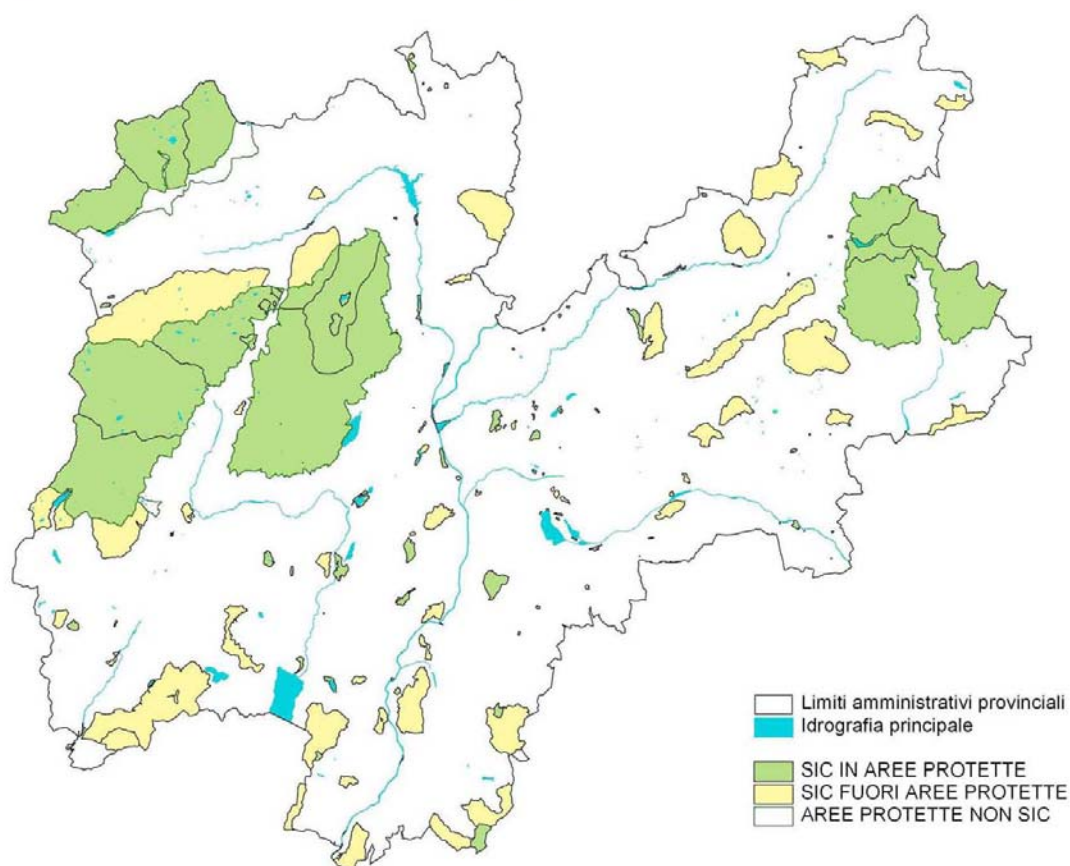 Limiti amministrativi provinciali
Idrografia principale
SIC IN AREE PROTETTE
SIC FUORI AREE PROTETTE
AREE PROTETTE NON SIC